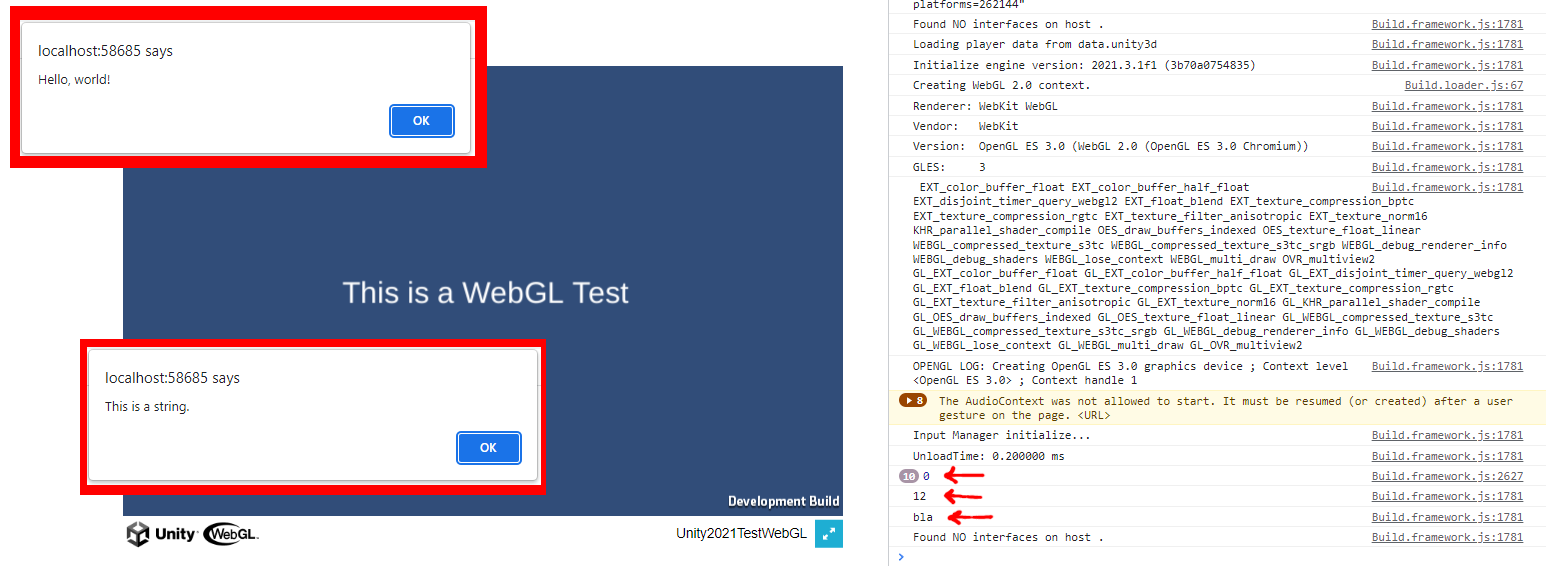 localhost:58685 says
Hello, world!
OK
This is a WebGL Test
localhost:58685 says
This is a string.
OK
Development Build
Unity WebGL
Unity2021TestWebGL
platforms=262144"
Found NO interfaces on host . Build.framework.js:1781
Loading player data from data.unity3d Build.framework.js:1781
Initialize engine version: 2021.3.1f1 (3b70a0754835) Build.framework.js:1781
Creating WebGL 2.0 context. Build.loader.js:67
Renderer: WebKit WebGL Build.framework.js:1781
Vendor: WebKit Build.framework.js:1781
Version: OpenGL ES 3.0 (WebGL 2.0 (OpenGL ES 3.0 Chromium)) Build.framework.js:1781
GLES: 3 Build.framework.js:1781
EXT_color_buffer_float EXT_color_buffer_half_float Build.framework.js:1781
EXT_disjoint_timer_query_webgl2 EXT_float_blend EXT_texture_compression_bptc
EXT_texture_compression_rgtc EXT_texture_filter_anisotropic EXT_texture_norm16
KHR_parallel_shader_compile OES_draw_buffers_indexed OES_texture_float_linear
WEBGL_compressed_texture_s3tc WEBGL_compressed_texture_s3tc_srgb WEBGL_debug_renderer_info
WEBGL_debug_shaders WEBGL_lose_context WEBGL_multi_draw OVR_multiview2
GL_EXT_color_buffer_float GL_EXT_color_buffer_half_float GL_EXT_disjoint_timer_query_webgl2
GL_EXT_float_blend GL_EXT_texture_compression_bptc GL_EXT_texture_compression_rgtc
GL_EXT_texture_filter_anisotropic GL_EXT_texture_norm16 GL_KHR_parallel_shader_compile
GL_OES_draw_buffers_indexed GL_OES_texture_float_linear GL_WEBGL_compressed_texture_s3tc
GL_WEBGL_compressed_texture_s3tc_srgb GL_WEBGL_debug_renderer_info GL_WEBGL_debug_shaders
GL_WEBGL_lose_context GL_WEBGL_multi_draw GL_OVR_multiview2
OPENGL LOG: Creating OpenGL ES 3.0 graphics device ; Context level Build.framework.js:1781
<OpenGL ES 3.0> ; Context handle 1
8 The AudioContext was not allowed to start. It must be resumed (or created) after a user
gesture on the page. <URL>
Input Manager initialize... Build.framework.js:1781
UnloadTime: 0.200000 ms Build.framework.js:1781
10 0 Build.framework.js:2627
12 Build.framework.js:1781
bla Build.framework.js:1781
Found NO interfaces on host . Build.framework.js:1781